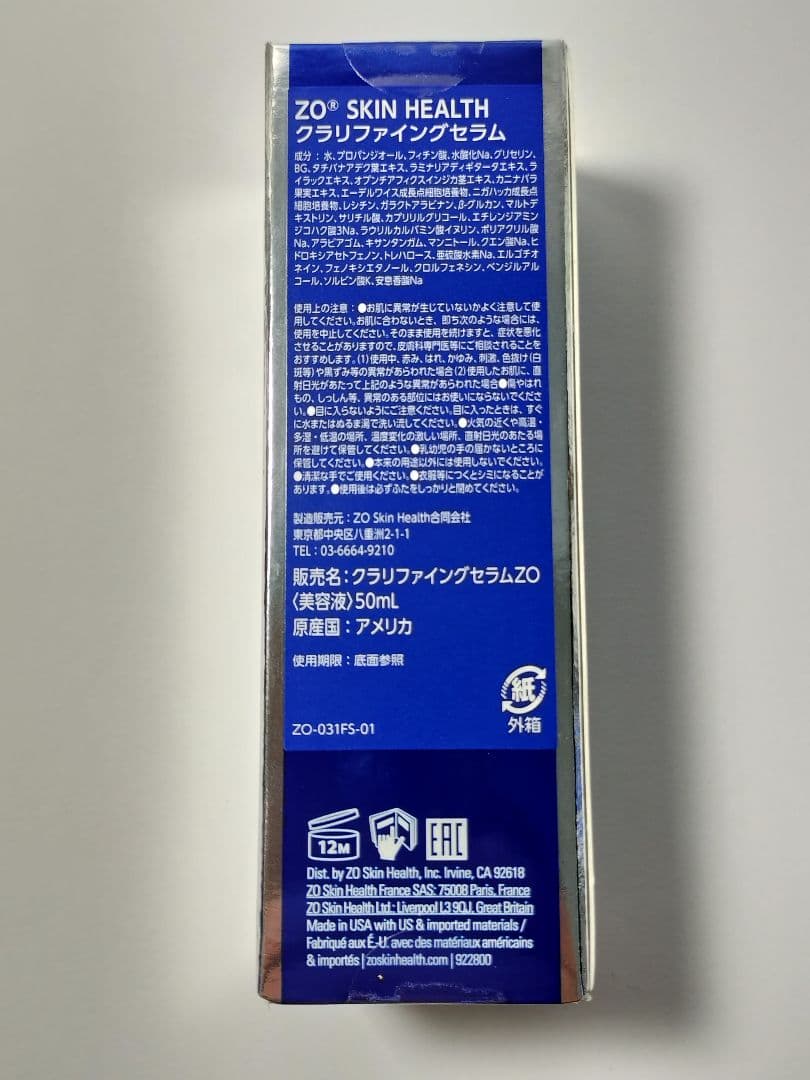 ZO® SKIN HEALTH
クラリファイングセラム
成分：水、プロパンジオール、フィチン酸、水酸化Na、グリセリン、
BG、タチバナアデク葉エキス、ラミナリアディギタータエキス、ラ
イラックエキス、オプンチアフィクスインジカ茎エキス、カニナバラ
果実エキス、エーデルワイス成長点細胞培養物、ニガハッカ成長点
細胞培養物、レシチン、ガラクトアラビナン、β-グルカン、マルトデ
キストリン、サリチル酸、カプリリルグリコール、エチレンジアミン
ジコハク酸3Na、ラウリルカルバミン酸イヌリン、ポリアクリル酸
Na、アラビアゴム、キサンタンガム、マンニトール、クエン酸Na、ヒ
ドロキシアセトフェノン、トレハロース、亜硫酸水素Na、エルゴチオ
ネイン、フェノキシエタノール、クロルフェネシン、ベンジルアル
コール、ソルビン酸K、安息香酸Na
使用上の注意：●お肌に異常が生じていないかよく注意して使
用してください。お肌に合わないとき、即ち次のような場合には、
使用を中止してください。そのまま使用を続けますと、症状を悪化
させることがありますので、皮膚科専門医等にご相談されることを
おすすめします。(1)使用中、赤み、はれ、かゆみ、刺激、色抜け(白
斑等)や黒ずみ等の異常があらわれた場合(2)使用したお肌に、直
射日光があたって上記のような異常があらわれた場合●傷やはれ
もの、しっしん等、異常のある部位にはお使いにならないでくださ
い。●目に入らないようにご注意ください。目に入ったときは、すぐ
に水またはぬるま湯で洗い流してください。●火気の近くや高温・
多湿・低温の場所、温度変化の激しい場所、直射日光のあたる場
所を避けて保管してください。●乳幼児の手の届かないところに
保管してください。●本来の用途以外には使用しないでください。
●清潔な手でご使用ください。●衣服等につくとシミになることが
あります。●使用後は必ずふたをしっかりと閉めてください。
製造販売元：ZO Skin Health合同会社
東京都中央区八重洲2-1-1
TEL：03-6664-9210
販売名：クラリファイングセラムZO
〈美容液〉50mL
原産国：アメリカ
使用期限：底面参照
紙
外箱
ZO-031FS-01
12M
EAC
Dist. by ZO Skin Health, Inc. Irvine, CA 92618
ZO Skin Health France SAS; 75008 Paris, France
ZO Skin Health Ltd.; Liverpool L3 9QJ, Great Britain
Made in USA with US & imported materials /
Fabriqué aux É.-U. avec des matériaux américains
& importés | zoskinhealth.com | 922800